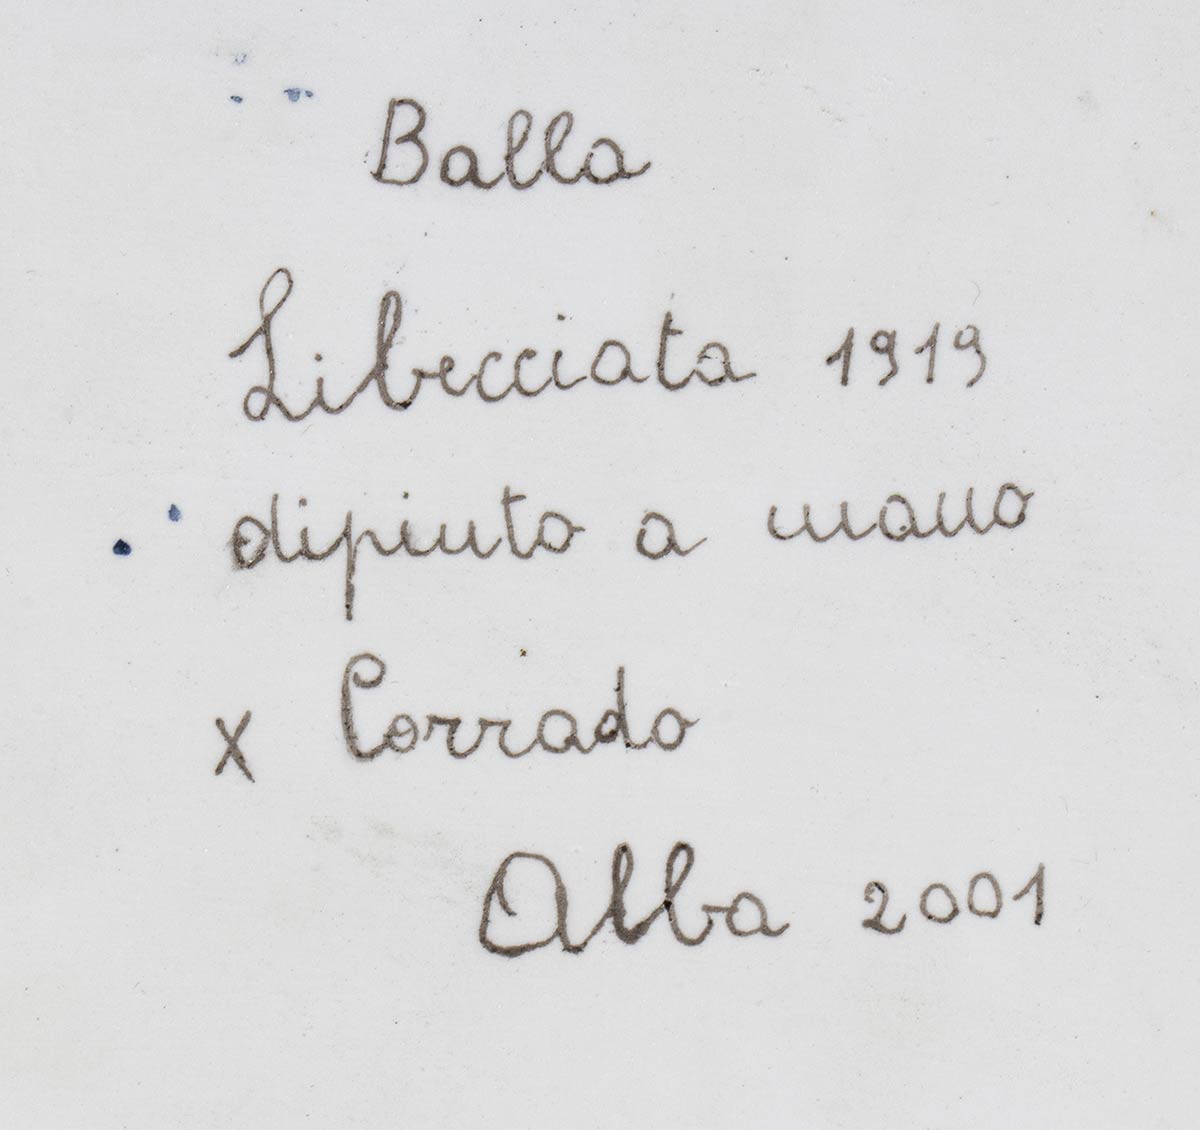 Balla
Libecciata 1919
dipinto a mano
x Corrado
Alba 2001